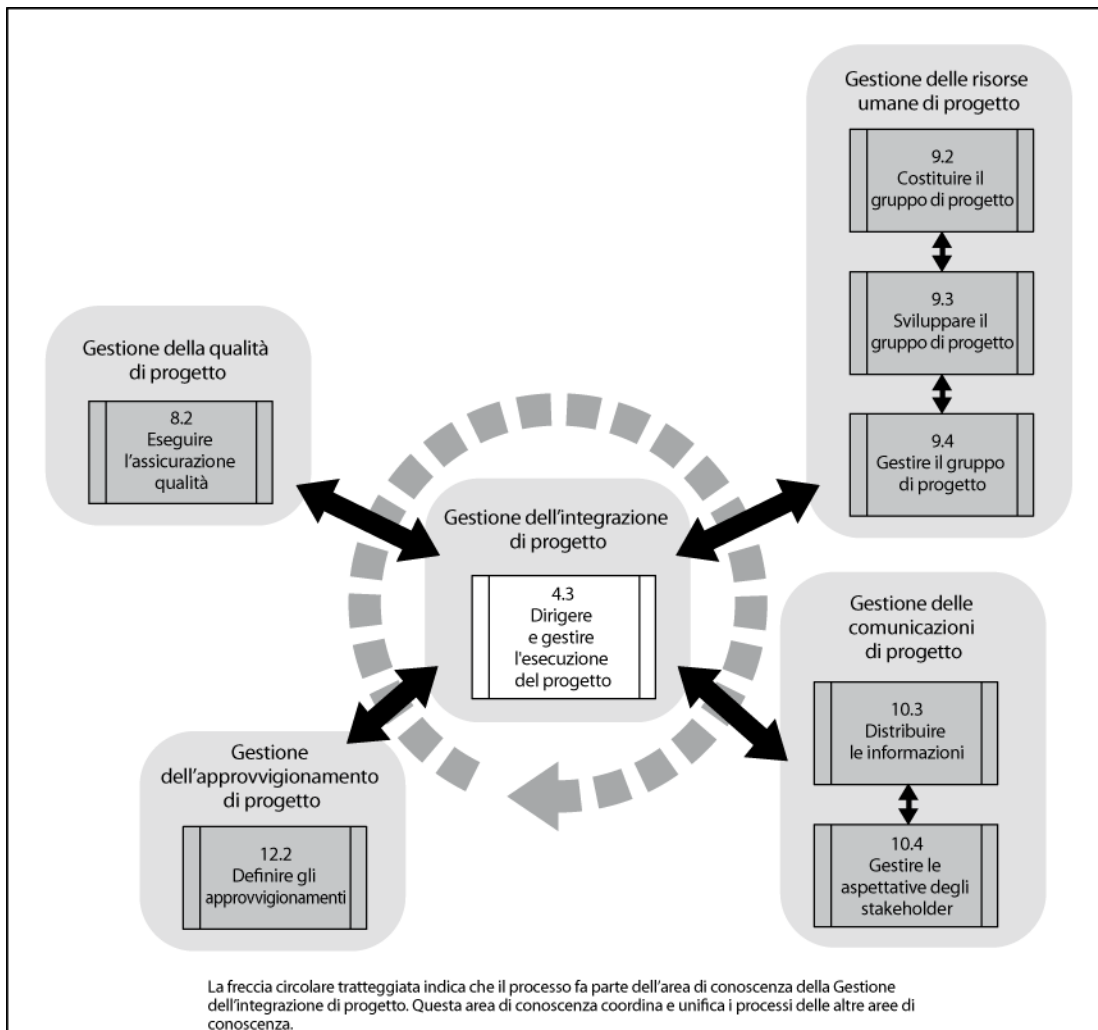 Gestione delle risorse
umane di progetto
9.2
Costituire il
gruppo di progetto
9.3
Sviluppare il
gruppo di progetto
9.4
Gestire il gruppo
di progetto
Gestione della qualità
di progetto
8.2
Eseguire
l'assicurazione
qualità
Gestione dell'integrazione
di progetto
4.3
Dirigere
e gestire
l'esecuzione
del progetto
Gestione delle
comunicazioni
di progetto
10.3
Distribuire
le informazioni
10.4
Gestire le
aspettative degli
stakeholder
Gestione
dell'approvvigionamento
di progetto
12.2
Definire gli
approvvigionamenti
La freccia circolare tratteggiata indica che il processo fa parte dell'area di conoscenza della Gestione
dell'integrazione di progetto. Questa area di conoscenza coordina e unifica i processi delle altre aree di
conoscenza.